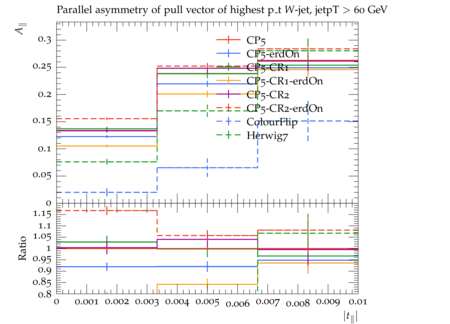 Parallel asymmetry of pull vector of highest p_t W-jet, jetpT > 60 GeV
A∥
0.3
0.25
0.2
0.15
0.1
0.05
0
CP5
CP5-erdOn
CP5-CR1
CP5-CR1-erdOn
CP5-CR2
CP5-CR2-erdOn
ColourFlip
Herwig7
Ratio
1.15
1.1
1.05
1
0.95
0.9
0.85
0.8
0 0.001 0.002 0.003 0.004 0.005 0.006 0.007 0.008 0.009 0.01
|t∥|